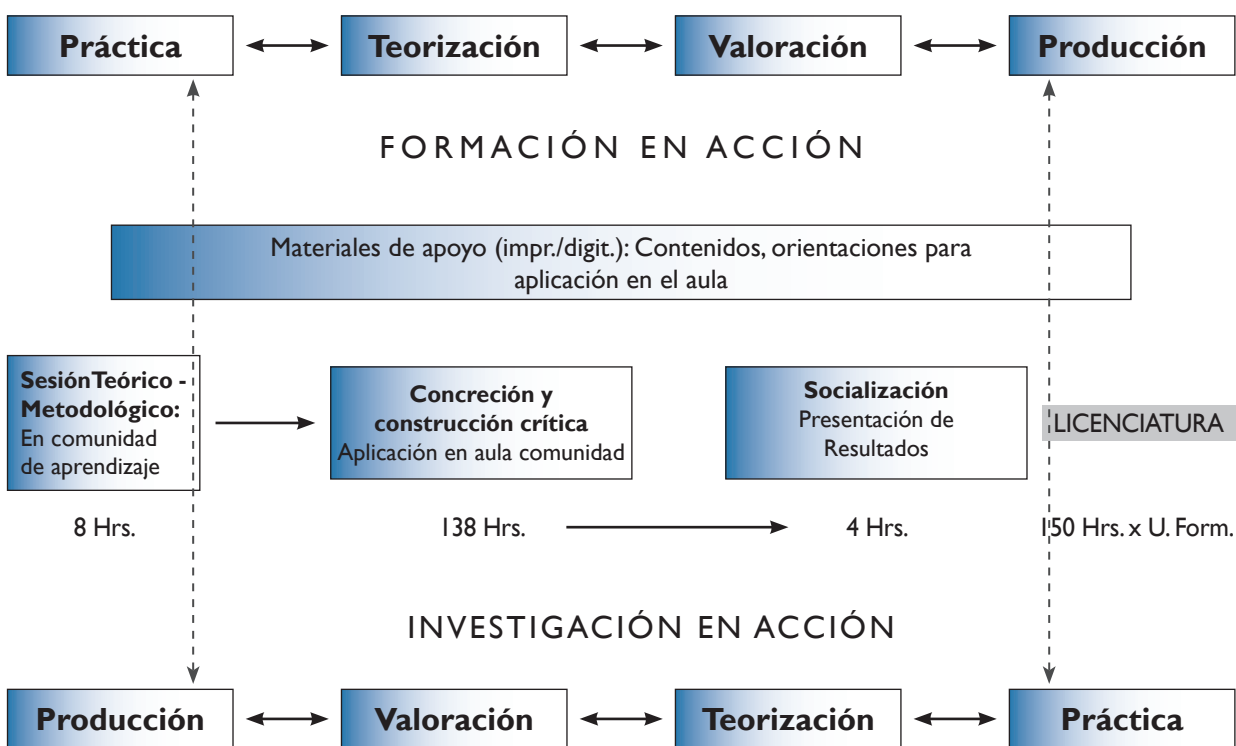 Práctica
Teorización
Valoración
Producción
FORMACIÓN EN ACCIÓN
Materiales de apoyo (impr./digit.): Contenidos, orientaciones para
aplicación en el aula
Sesión Teórico -
Metodológico:
En comunidad
de aprendizaje
Concreción y
construcción crítica
Aplicación en aula comunidad
Socialización
Presentación de
Resultados
LICENCIATURA
8 Hrs.
138 Hrs.
4 Hrs.
150 Hrs. x U. Form.
INVESTIGACIÓN EN ACCIÓN
Producción
Valoración
Teorización
Práctica